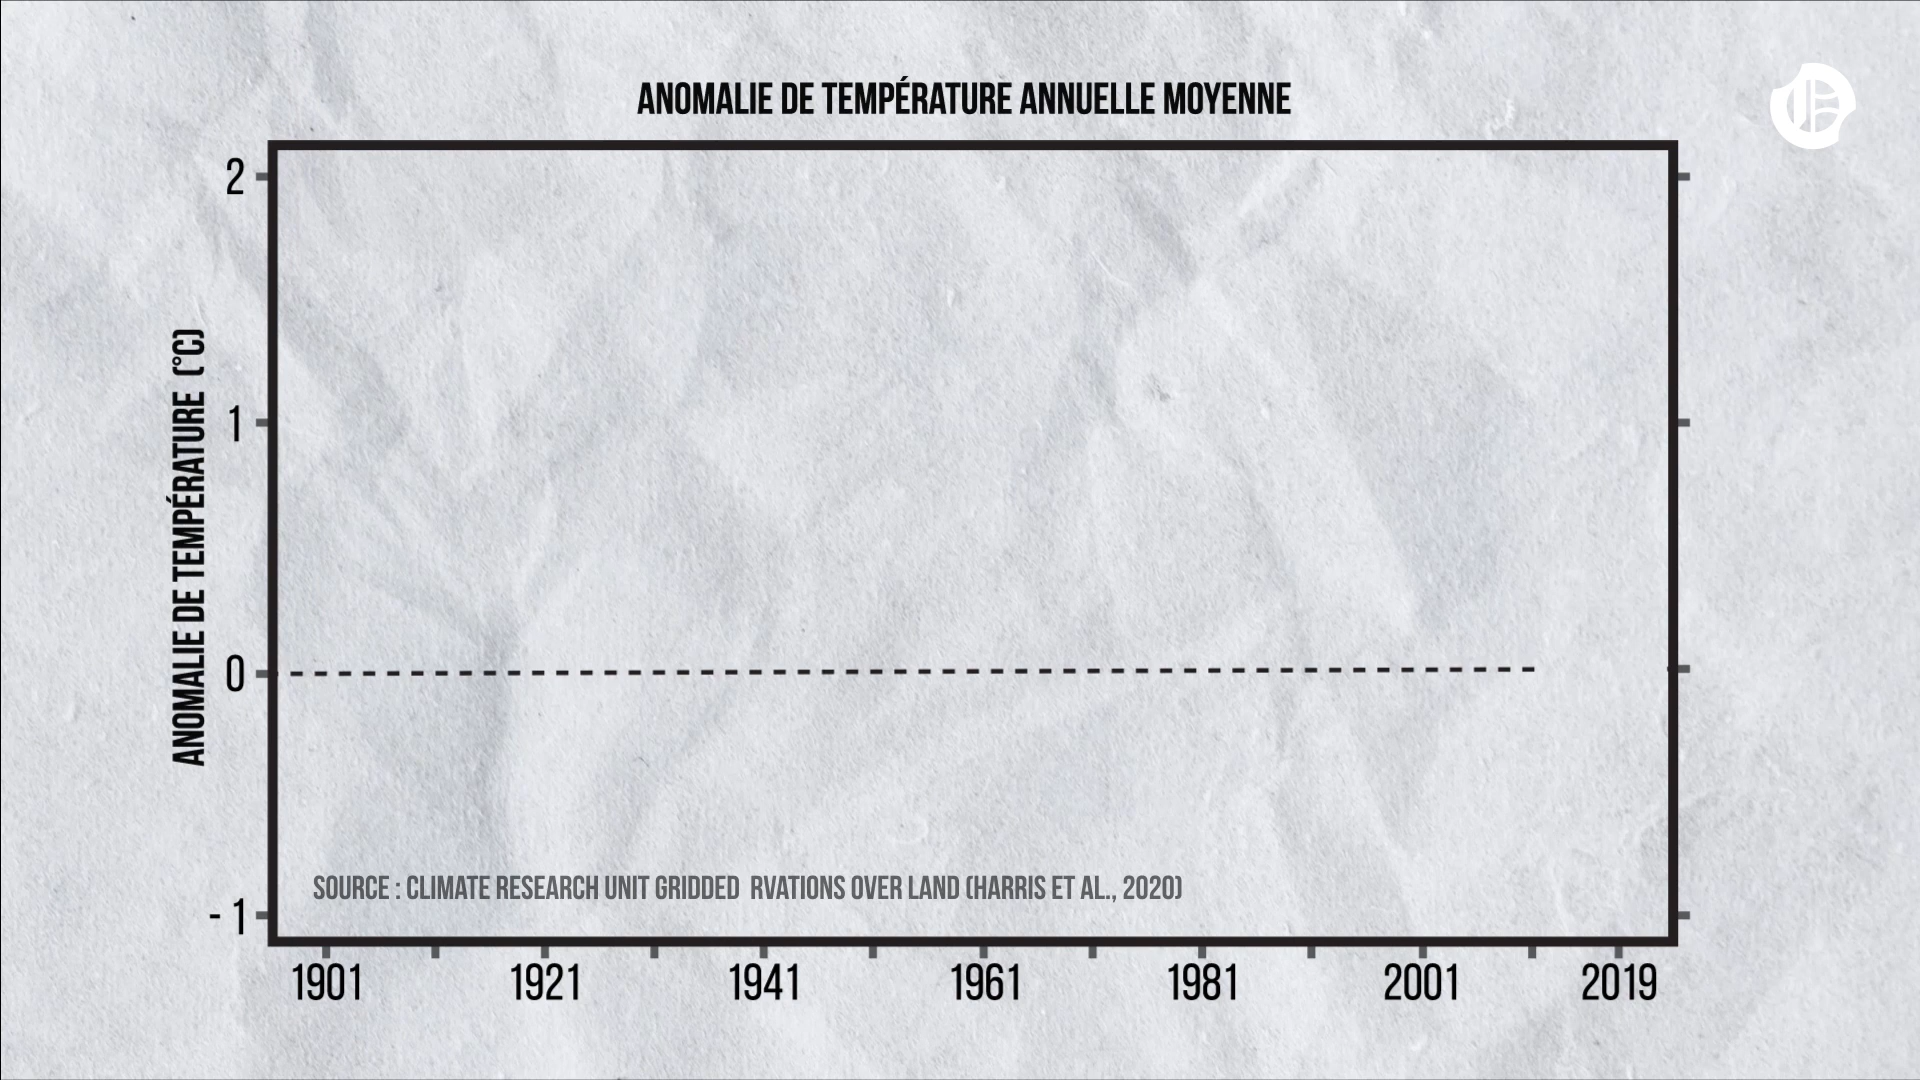 ANOMALIE DE TEMPÉRATURE ANNUELLE MOYENNE
ANOMALIE DE TEMPÉRATURE (°C)
2
1
0
- 1
SOURCE : CLIMATE RESEARCH UNIT GRIDDED RVATIONS OVER LAND (HARRIS ET AL., 2020)
1901 1921 1941 1961 1981 2001 2019